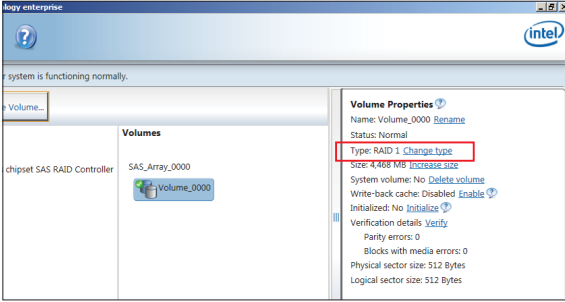 ology enterprise
intel
r system is functioning normally.
e Volume...
Volumes
s chipset SAS RAID Controller
SAS_Array_0000
Volume_0000
Volume Properties
Name: Volume_0000 Rename
Status: Normal
Type: RAID 1 Change type
Size: 4,468 MB Increase size
System volume: No Delete volume
Write-back cache: Disabled Enable
Initialized: No Initialize
Verification details Verify
Parity errors: 0
Blocks with media errors: 0
Physical sector size: 512 Bytes
Logical sector size: 512 Bytes